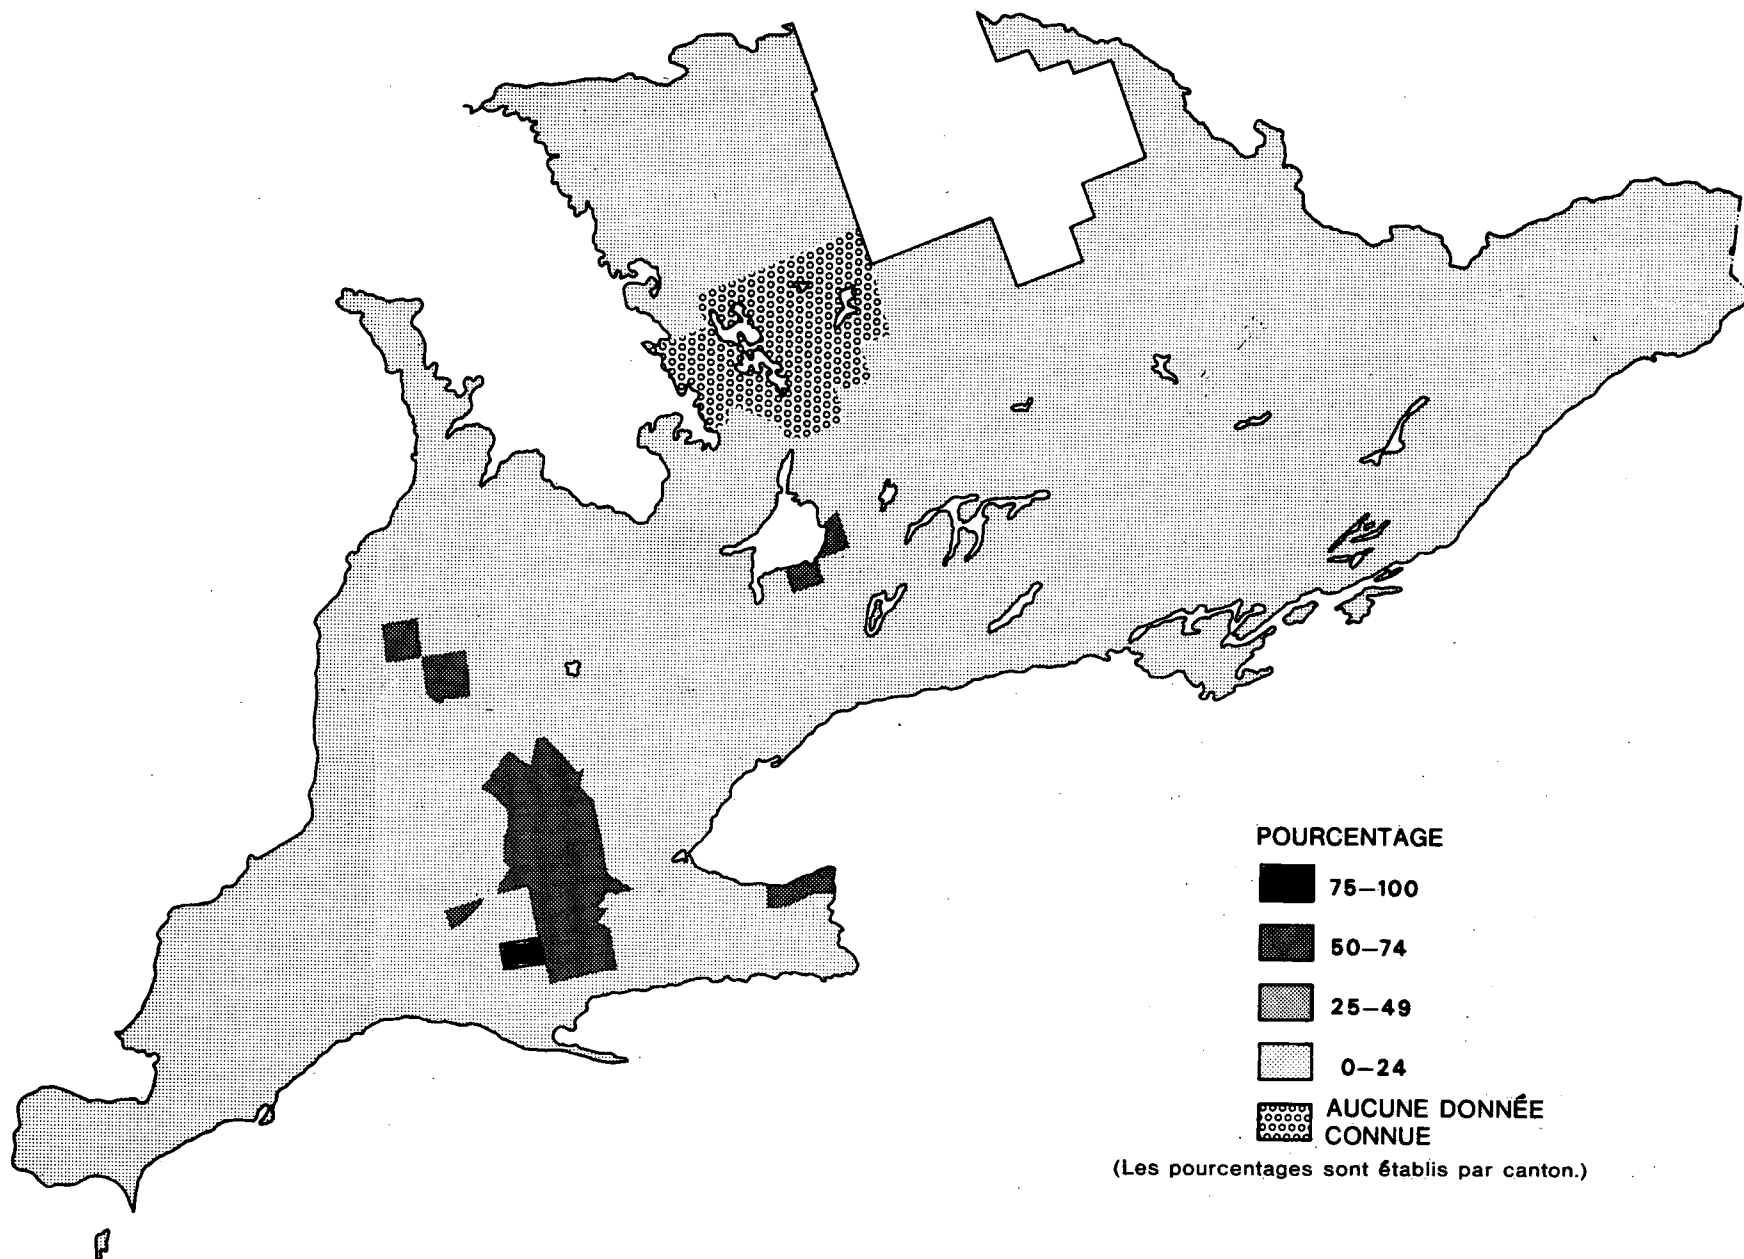 POURCENTAGE
75–100
50–74
25–49
0–24
AUCUNE DONNÉE
CONNUE
(Les pourcentages sont établis par canton.)